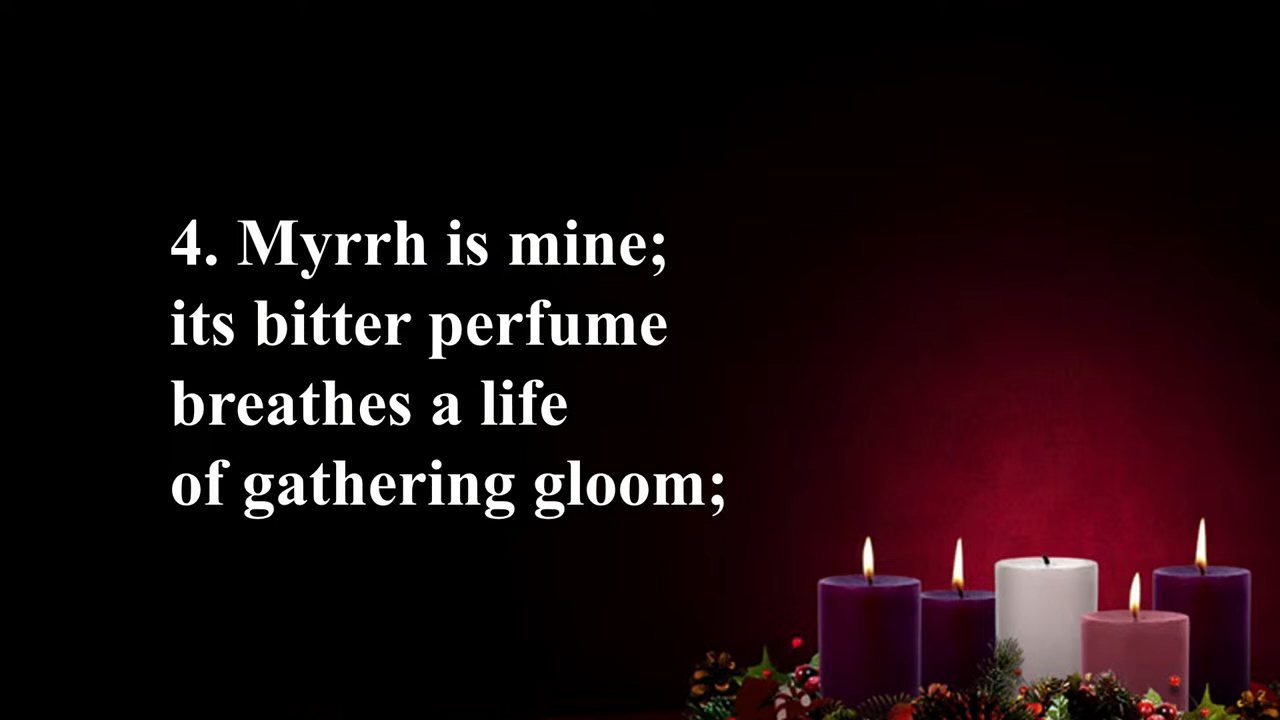 4. Myrrh is mine;
its bitter perfume
breathes a life
of gathering gloom;